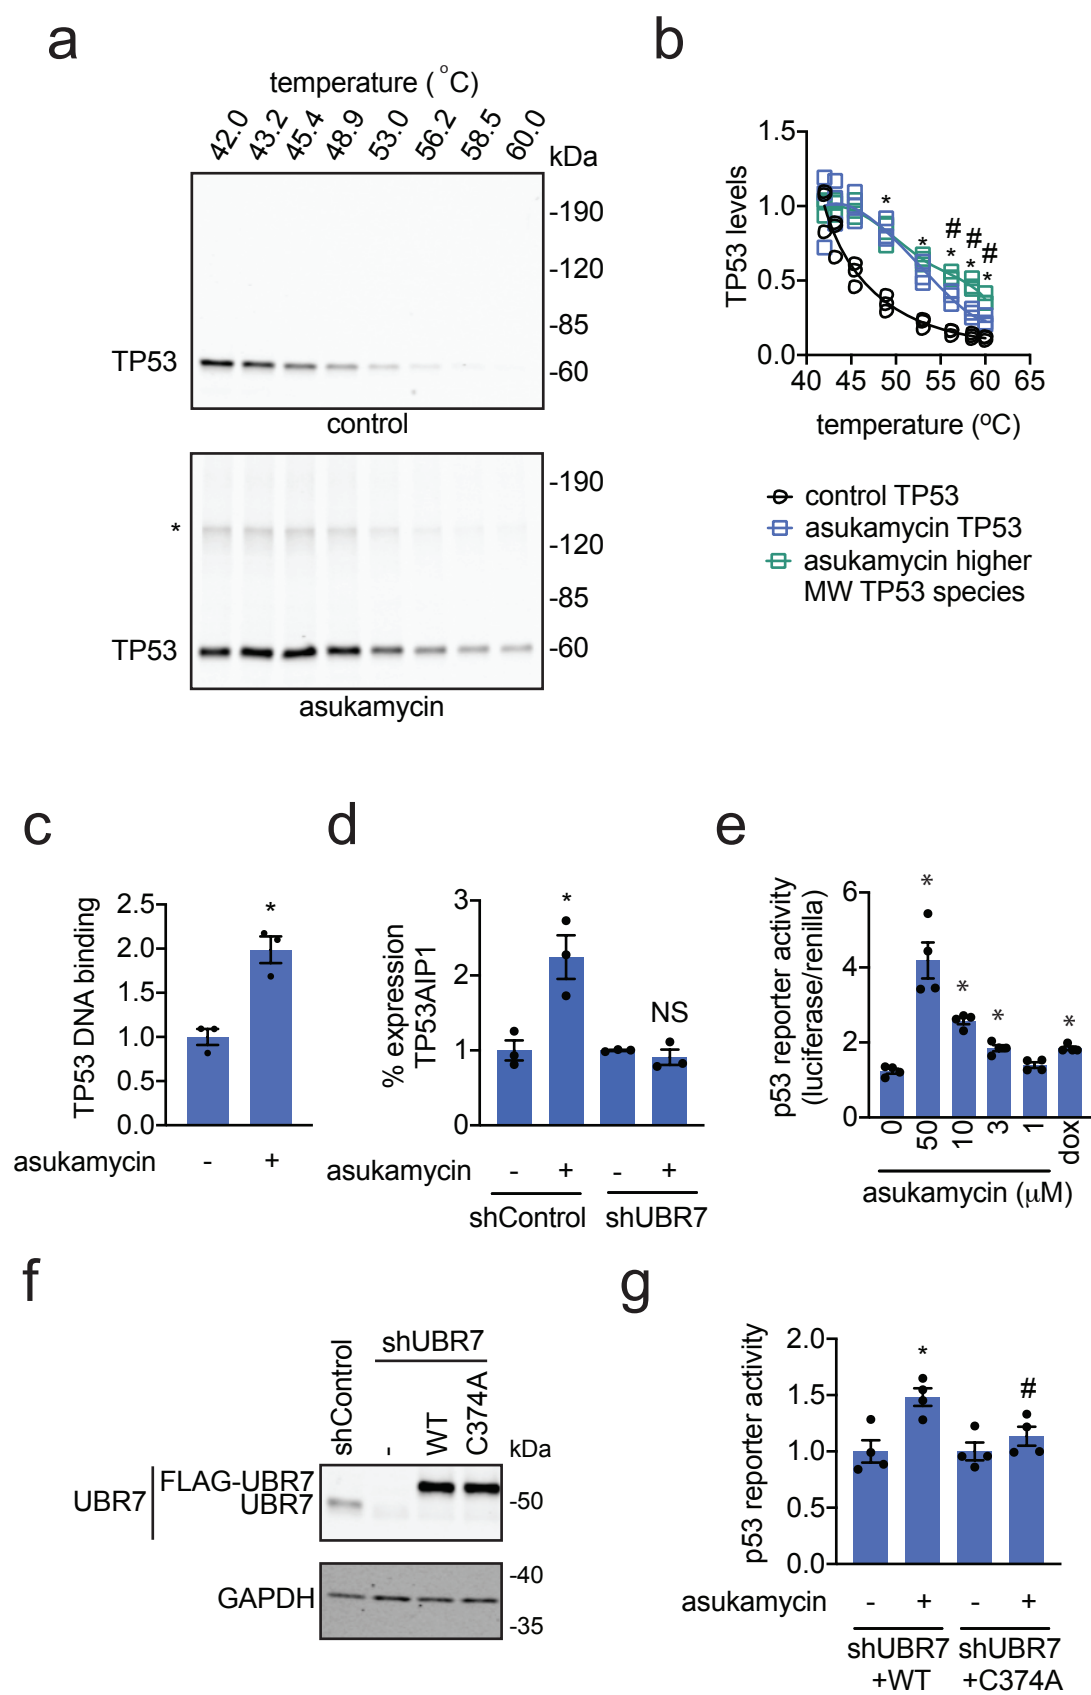 a
temperature (°C)
42.0 43.2 45.4 48.9 53.0 56.2 58.5 60.0
kDa
-190
-120
-85
TP53
-60
control
-190
*
-120
-85
TP53
-60
asukamycin
b
TP53 levels
1.5
1.0
0.5
0.0
* * # * # * # *
40 45 50 55 60 65
temperature (ºC)
control TP53
asukamycin TP53
asukamycin higher
MW TP53 species
c
TP53 DNA binding
2.5
2.0
1.5
1.0
0.5
0.0
*
asukamycin - +
d
% expression
TP53AIP1
3
2
1
0
*
NS
asukamycin - + - +
shControl shUBR7
e
p53 reporter activity
(luciferase/renilla)
6
4
2
0
* * * *
0 50 10 3 1 dox
asukamycin (μM)
f
shUBR7
shControl - WT C374A
kDa
UBR7
FLAG-UBR7
UBR7
-50
-40
GAPDH
-35
g
p53 reporter activity
2.0
1.5
1.0
0.5
0.0
*
#
asukamycin - + - +
shUBR7 shUBR7
+WT +C374A